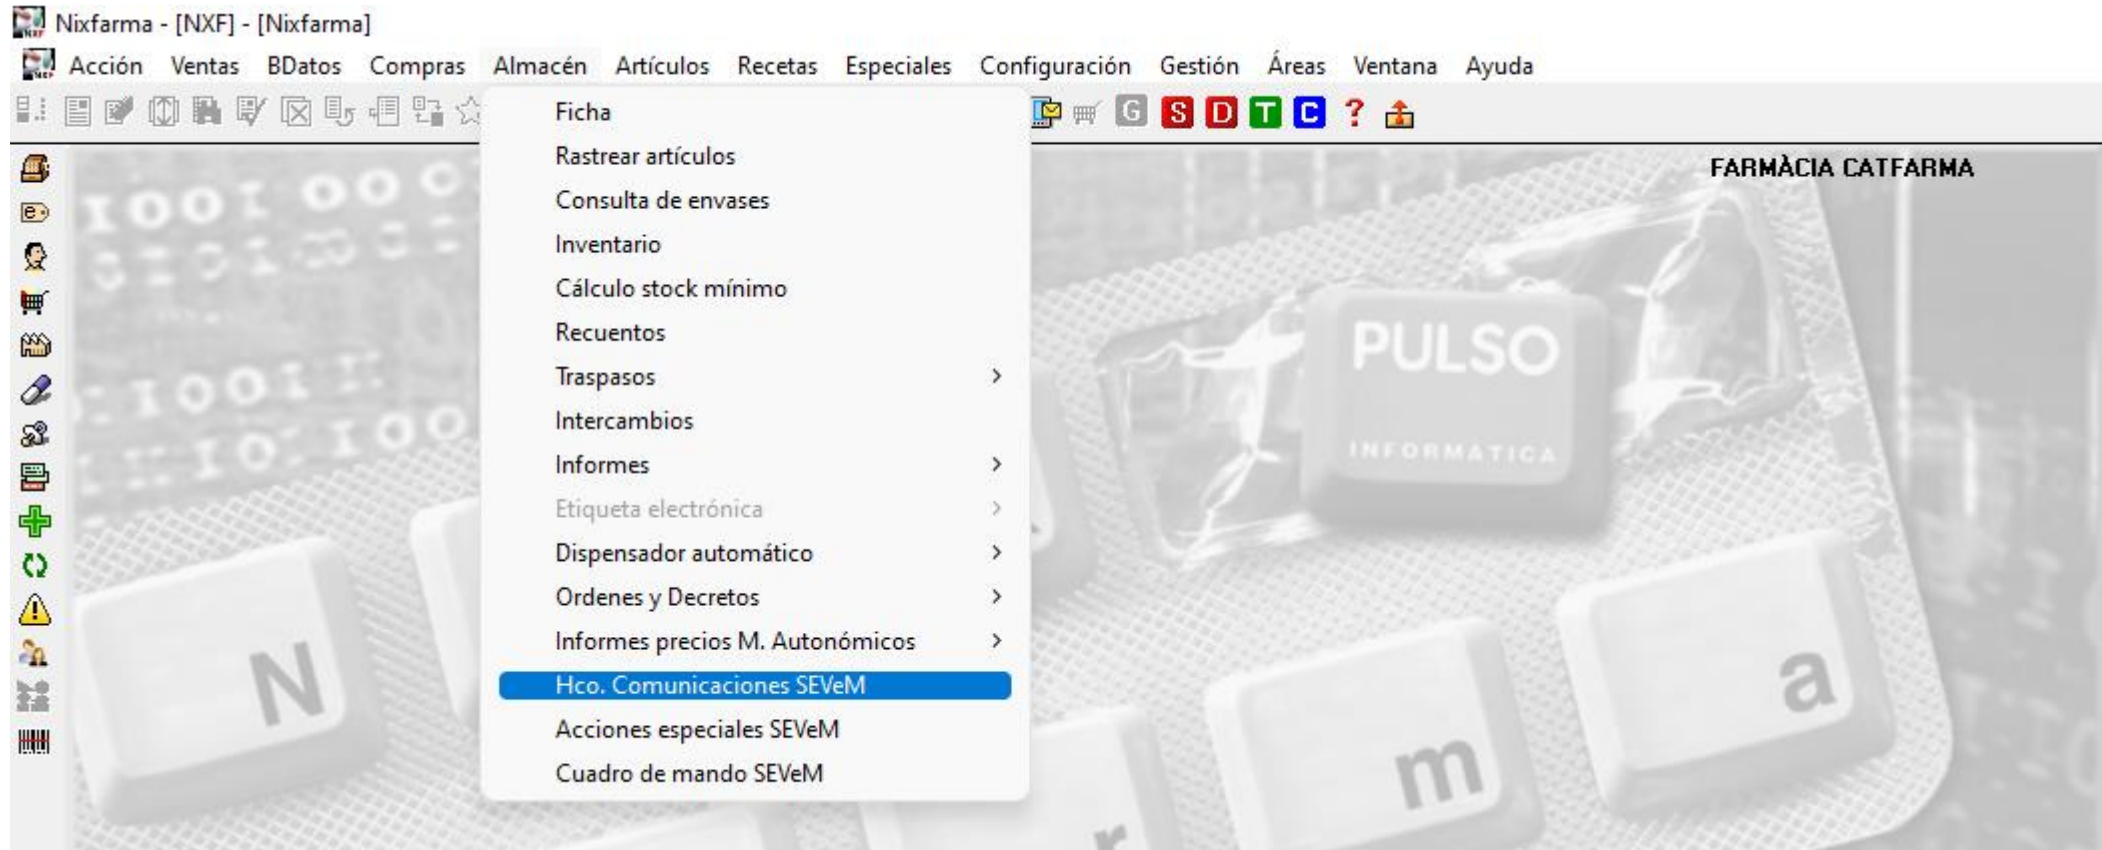 Nixfarma - [NXF] - [Nixfarma]
Acción Ventas BDatos Compras Almacén Artículos Recetas Especiales Configuración Gestión Áreas Ventana Ayuda
G S D T C ?
FARMÀCIA CATFARMA
Ficha
Rastrear artículos
Consulta de envases
Inventario
Cálculo stock mínimo
Recuentos
Traspasos
Intercambios
Informes
Etiqueta electrónica
Dispensador automático
Ordenes y Decretos
Informes precios M. Autonómicos
Hco. Comunicaciones SEVeM
Acciones especiales SEVeM
Cuadro de mando SEVeM
PULSO
INFORMATICA
N
r
m
a